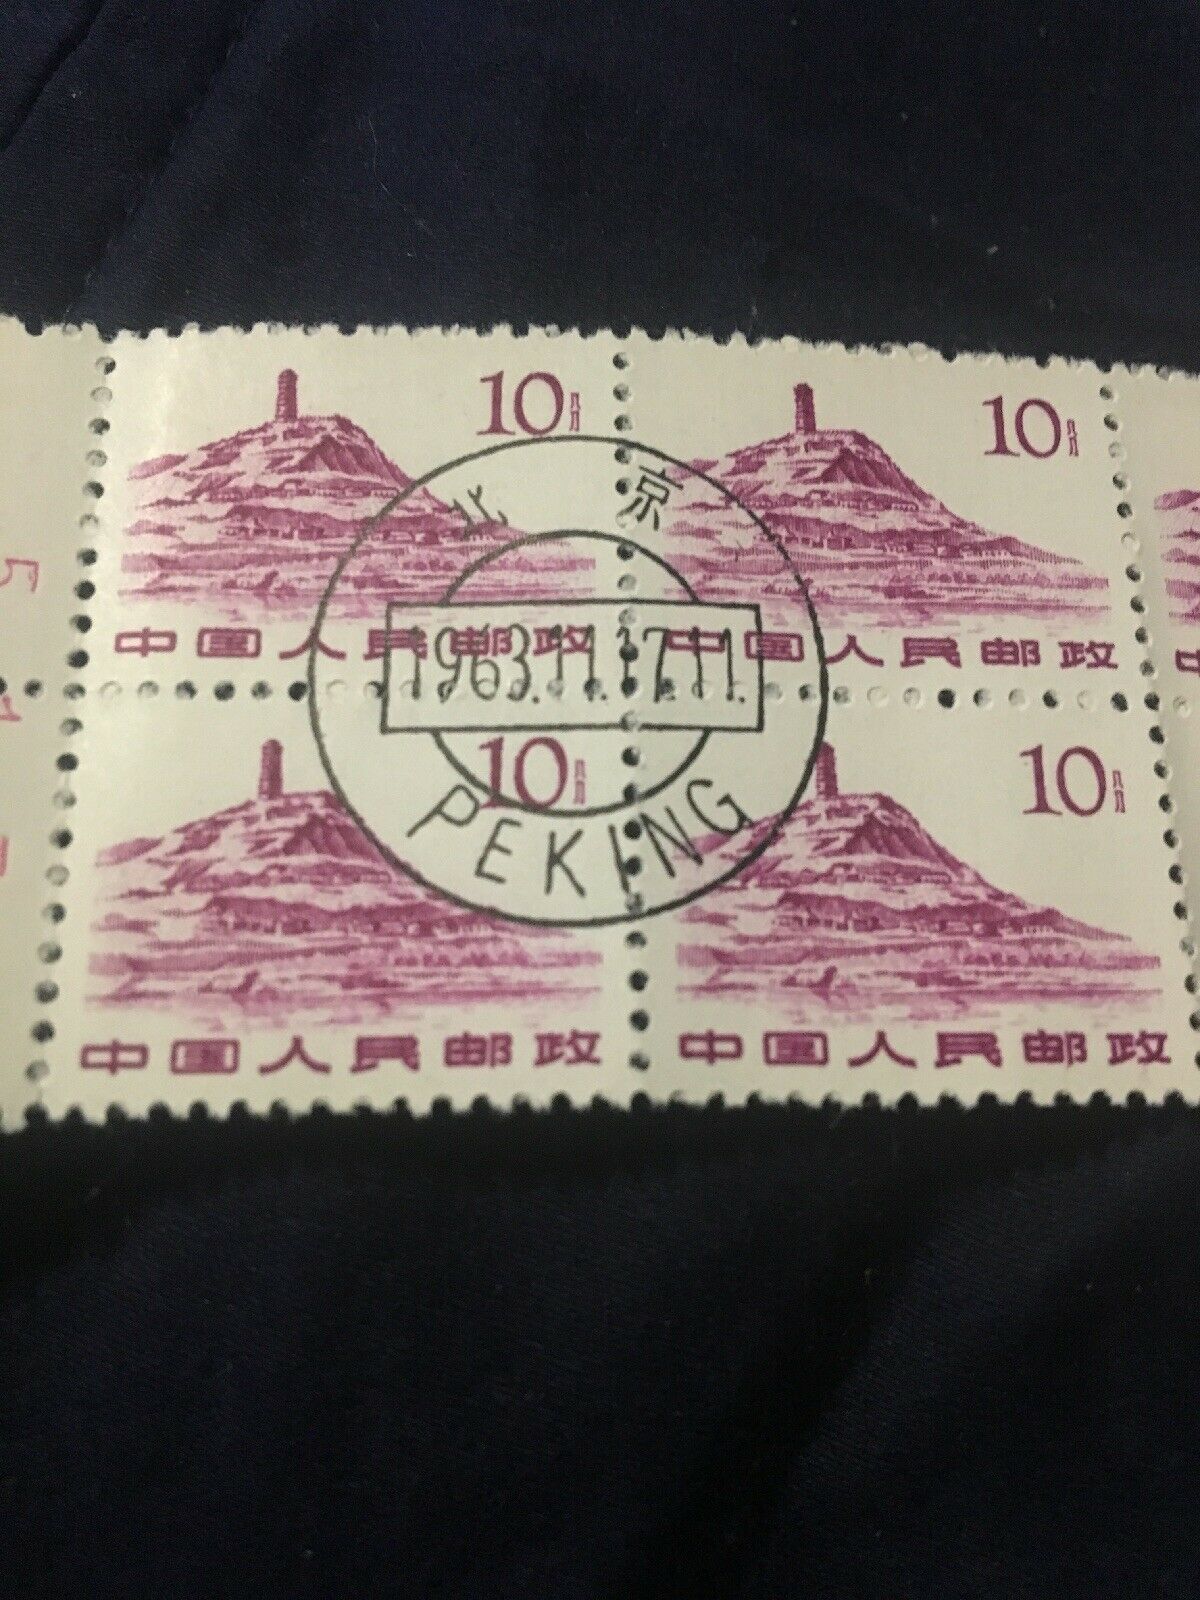 10分 10分
北京
中国人民邮政 中国人民邮政
1963.11.17.11.
10分 10分
PEKING
中国人民邮政 中国人民邮政